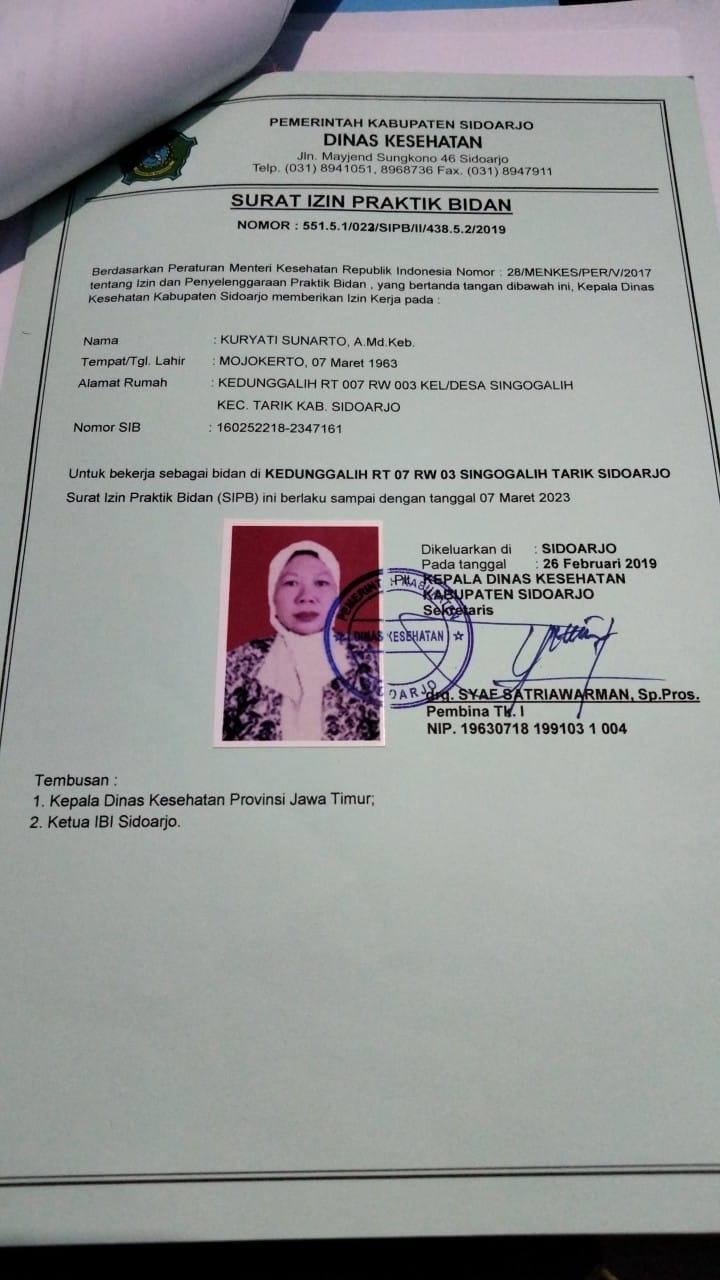 PEMERINTAH KABUPATEN SIDOARJO
DINAS KESEHATAN
Jln. Mayjend Sungkono 46 Sidoarjo
Telp. (031) 8941051, 8968736 Fax. (031) 8947911
SURAT IZIN PRAKTIK BIDAN
NOMOR : 551.5.1/022/SIPB/II/438.5.2/2019
Berdasarkan Peraturan Menteri Kesehatan Republik Indonesia Nomor : 28/MENKES/PER/V/2017
tentang Izin dan Penyelenggaraan Praktik Bidan , yang bertanda tangan dibawah ini, Kepala Dinas
Kesehatan Kabupaten Sidoarjo memberikan Izin Kerja pada :
Nama : KURYATI SUNARTO, A.Md.Keb.
Tempat/Tgl. Lahir : MOJOKERTO, 07 Maret 1963
Alamat Rumah : KEDUNGGALIH RT 007 RW 003 KEL/DESA SINGOGALIH
KEC. TARIK KAB. SIDOARJO
Nomor SIB : 160252218-2347161
Untuk bekerja sebagai bidan di KEDUNGGALIH RT 07 RW 03 SINGOGALIH TARIK SIDOARJO
Surat Izin Praktik Bidan (SIPB) ini berlaku sampai dengan tanggal 07 Maret 2023
Dikeluarkan di : SIDOARJO
Pada tanggal : 26 Februari 2019
Plt. KEPALA DINAS KESEHATAN
KABUPATEN SIDOARJO
Sekretaris
PEMERINTAH KABUPATEN
DINAS KESEHATAN
SIDOARJO
drg. SYAF SATRIAWARMAN, Sp.Pros.
Pembina Tk. I
NIP. 19630718 199103 1 004
Tembusan :
1. Kepala Dinas Kesehatan Provinsi Jawa Timur;
2. Ketua IBI Sidoarjo.